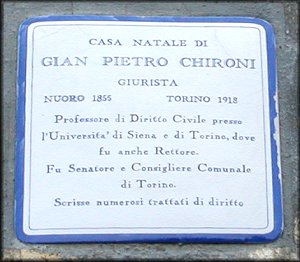 CASA NATALE DI
GIAN PIETRO CHIRONI
GIURISTA
NUORO 1855 TORINO 1918
Professore di Diritto Civile presso
l'Universita' di Siena e di Torino, dove
fu anche Rettore.
Fu Senatore e Consigliere Comunale
di Torino.
Scrisse numerosi trattati di diritto